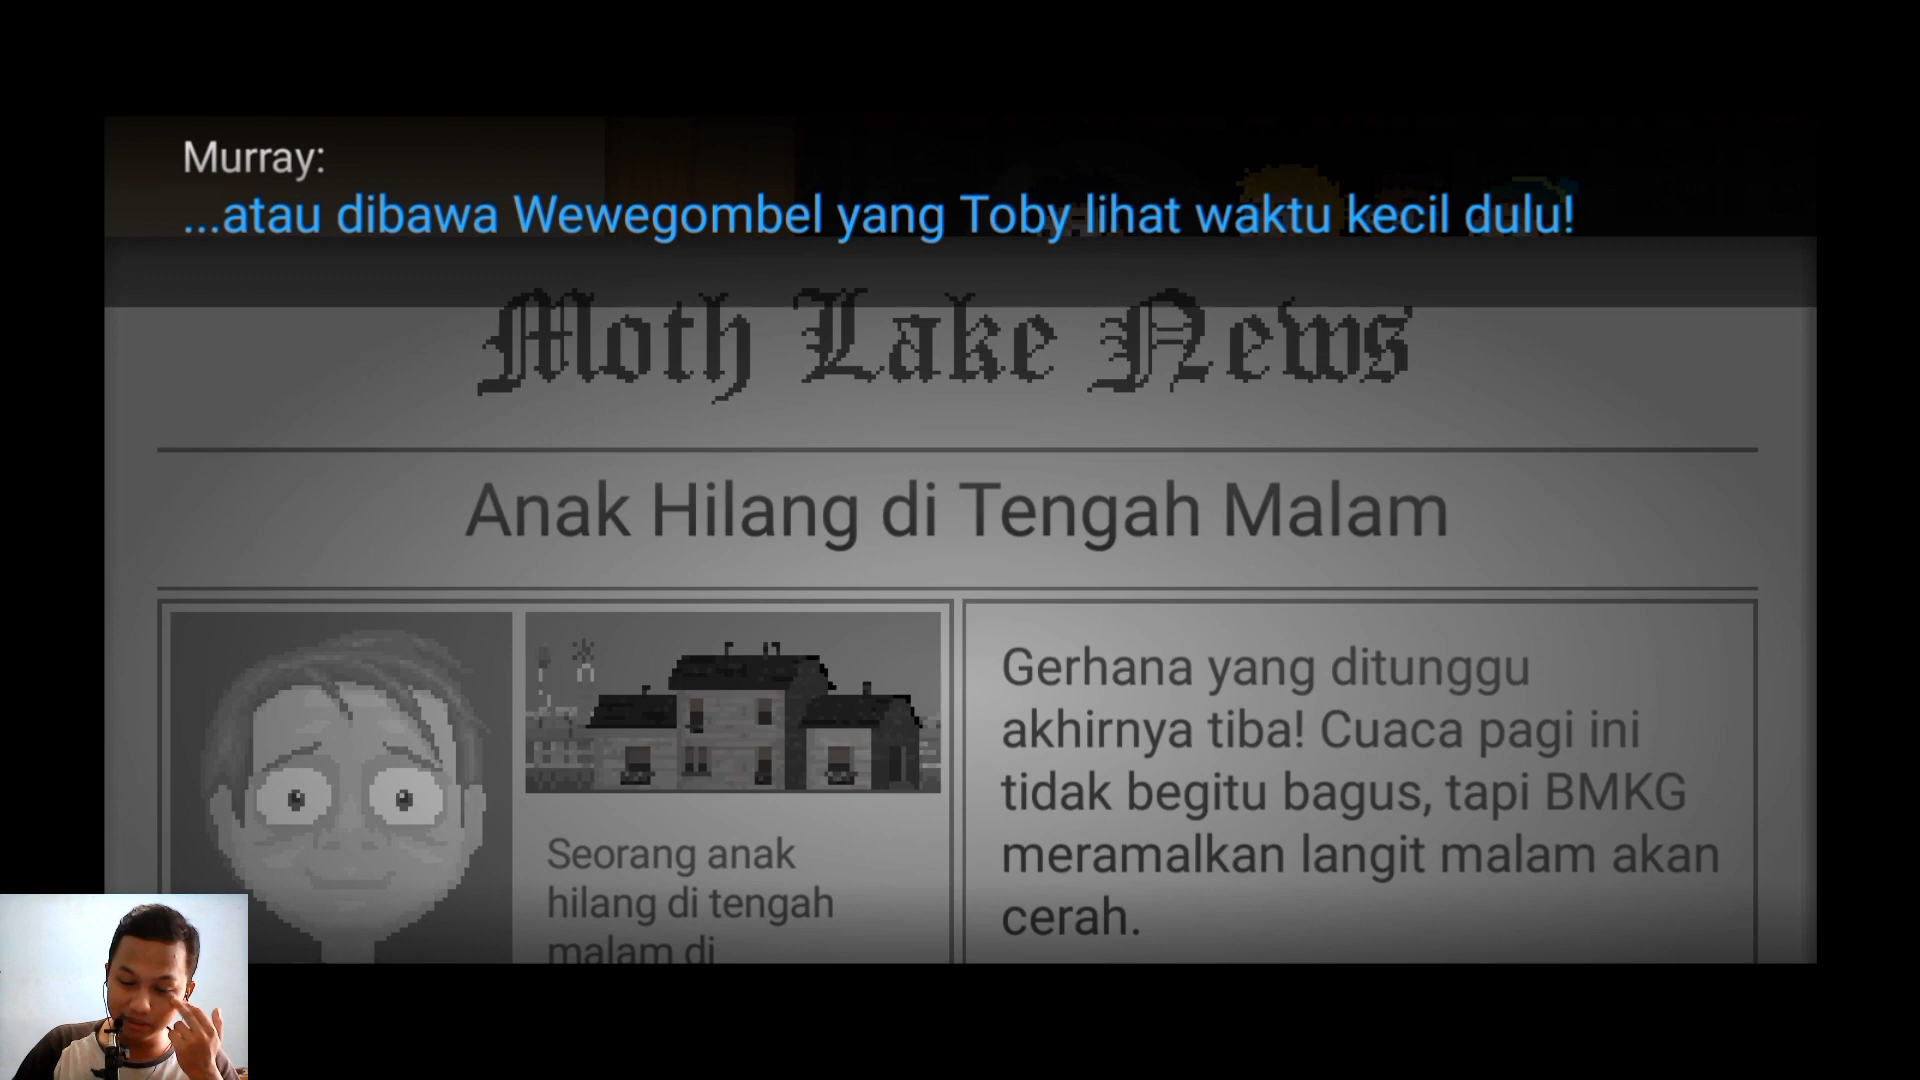 Murray:
...atau dibawa Wewegombel yang Toby lihat waktu kecil dulu!
Moth Lake News
Anak Hilang di Tengah Malam
Seorang anak
hilang di tengah
malam di
Gerhana yang ditunggu
akhirnya tiba! Cuaca pagi ini
tidak begitu bagus, tapi BMKG
meramalkan langit malam akan
cerah.